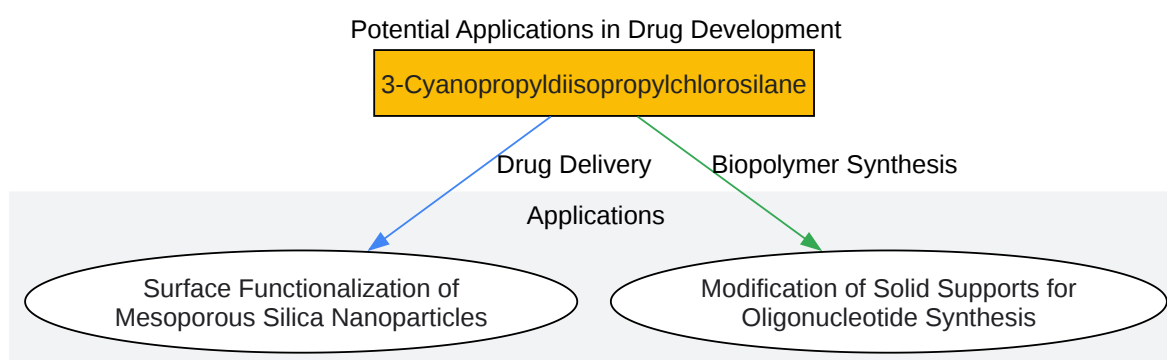 Potential Applications in Drug Development
3-Cyanopropyldiisopropylchlorosilane
Drug Delivery
Biopolymer Synthesis
Applications
Surface Functionalization of
Mesoporous Silica Nanoparticles
Modification of Solid Supports for
Oligonucleotide Synthesis